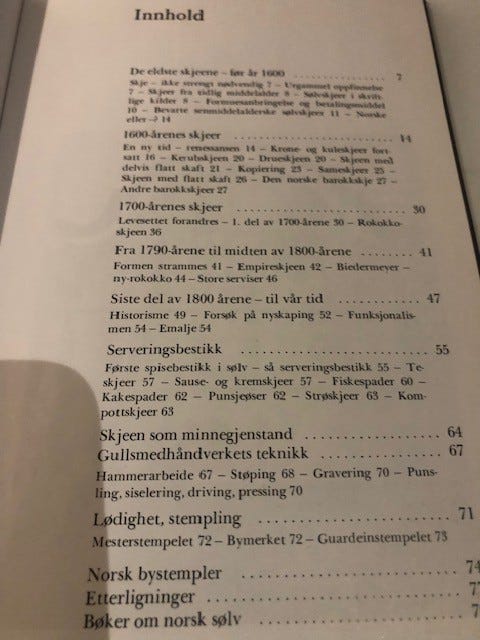 Innhold
De eldste skjeene – før år 1600 . . . . . . . . . . . . 7
Skje – ikke strengt nødvendig 7 – Urgammel oppfinnelse
7 – Skjeer fra tidlig middelalder 8 – Sølvskjeer i skrift-
lige kilder 8 – Formuesanbringelse og betalingsmiddel
10 – Bevarte senmiddelalderske sølvskjeer 11 – Norske
eller –> 14
1600-årenes skjeer . . . . . . . . . . . . 14
En ny tid – renessansen 14 – Krone- og kuleskjeer fort-
satt 16 – Kerubskjeen 20 – Drueskjeen 20 – Skjeen med
delvis flatt skaft 21 – Kopiering 23 – Sameskjeer 25 –
Skjeen med flatt skaft 26 – Den norske barokkskje 27 –
Andre barokkskjeer 27
1700-årenes skjeer . . . . . . . . . . . . 30
Levesettet forandres – 1. del av 1700-årene 30 – Rokokko-
skjeen 36
Fra 1790-årene til midten av 1800-årene . . . . . . 41
Formen strammes 41 – Empireskjeen 42 – Biedermeyer –
ny-rokokko 44 – Store serviser 46
Siste del av 1800 årene – til vår tid . . . . . . . . . 47
Historisme 49 – Forsøk på nyskaping 52 – Funksjonalis-
men 54 – Emalje 54
Serveringsbestikk . . . . . . . . . . . . 55
Første spisebestikk i sølv – så serveringsbestikk 55 – Te-
skjeer 57 – Sause- og kremskjeer 57 – Fiskespader 60 –
Kakespader 62 – Punsjeøser 62 – Strøskjeer 63 – Kom-
pottskjeer 63
Skjeen som minnegjenstand . . . . . . . . . . . . 64
Gullsmedhåndverkets teknikk . . . . . . . . . . . . 67
Hammerarbeide 67 – Støping 68 – Gravering 70 – Puns-
ling, siselering, driving, pressing 70
Lødighet, stempling . . . . . . . . . . . . 71
Mesterstempelet 72 – Bymerket 72 – Guardeinstempelet 73
Norsk bystempler . . . . . . . . . . . . 74
Etterligninger . . . . . . . . . . . .
Bøker om norsk sølv . . . . . . . . . . . .